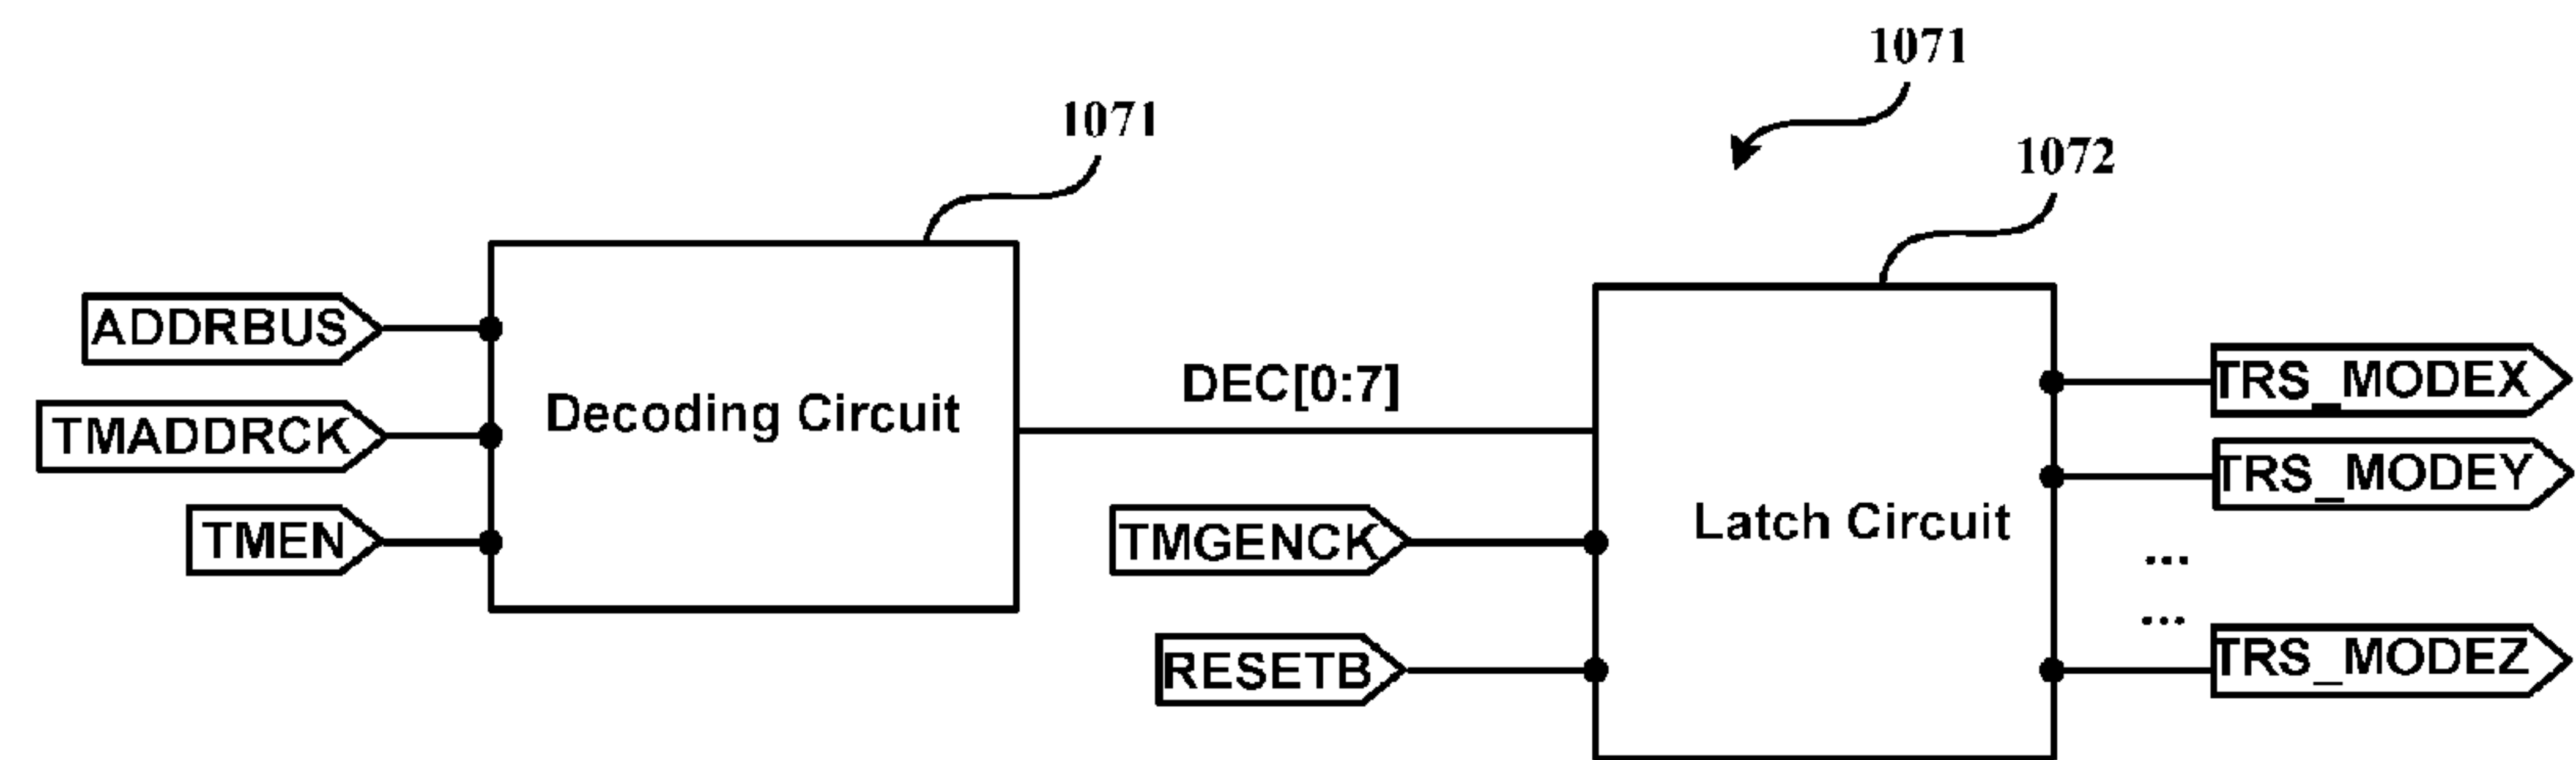 1071
1071
1072
ADDRBUS
TMADDRCK
TMEN
Decoding Circuit
DEC[0:7]
TMGENCK
RESETB
Latch Circuit
TRS_MODEX
TRS_MODEY
...
...
TRS_MODEZ